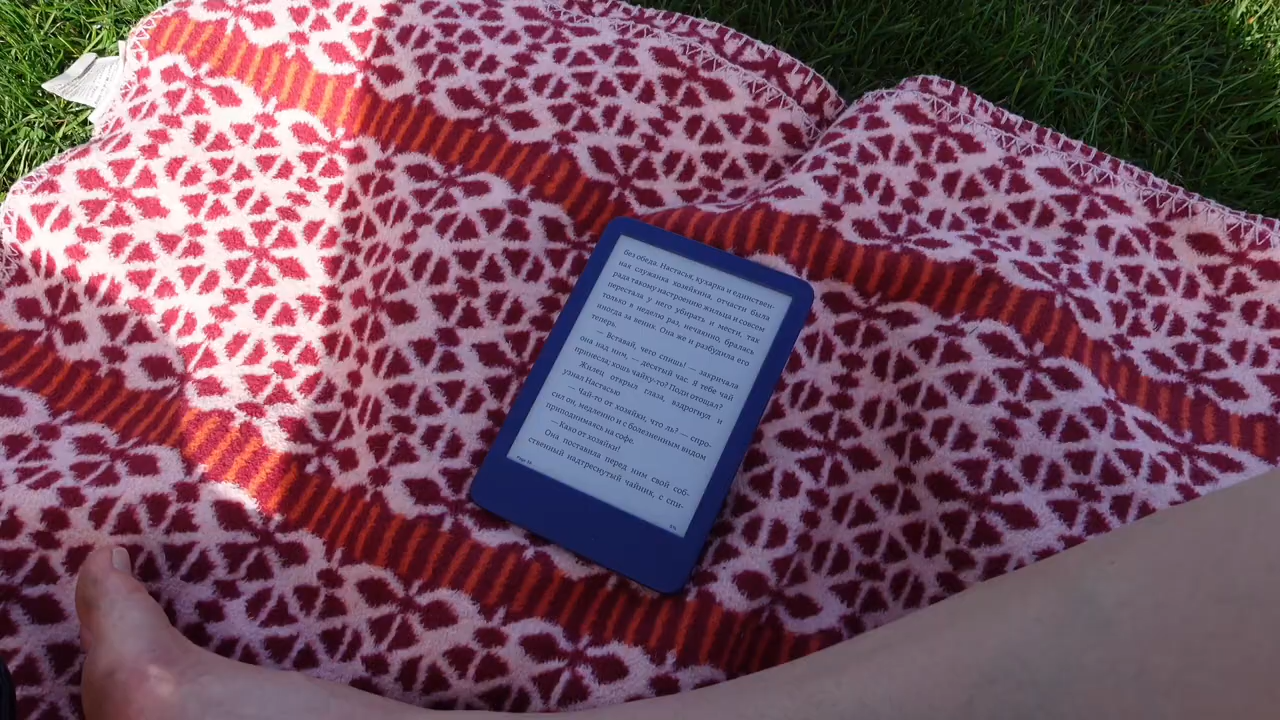 без обеда. Настасья, кухарка и единствен-
ная служанка хозяйкина, отчасти была
рада такому настроению жильца и совсем
перестала у него убирать и мести, так
только в неделю раз, нечаянно, бралась
иногда за веник. Она же и разбудила его
теперь.
— Вставай, чего спишь! — закричала
она над ним, — десятый час. Я тебе чай
принесла; хошь чайку-то? Поди отощал?
Жилец открыл глаза, вздрогнул и
узнал Настасью.
— Чай-то от хозяйки, что ль? — спро-
сил он, медленно и с болезненным видом
приподнимаясь на софе.
— Како от хозяйки!
Она поставила перед ним свой соб-
ственный надтреснутый чайник, с спи-